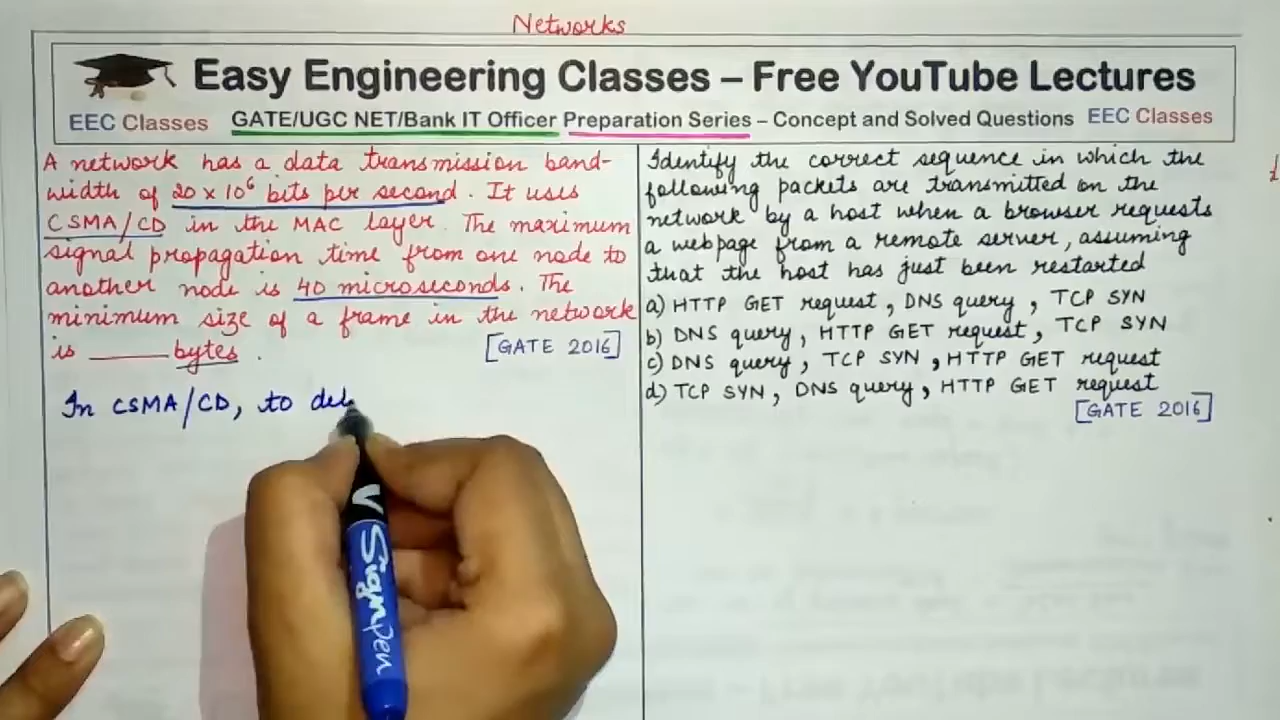 Networks
Easy Engineering Classes – Free YouTube Lectures
EEC Classes GATE/UGC NET/Bank IT Officer Preparation Series – Concept and Solved Questions EEC Classes
A network has a data transmission band-
width of 20 x 10⁶ bits per second. It uses
CSMA/CD in the MAC layer. The maximum
signal propagation time from one node to
another node is 40 microseconds. The
minimum size of a frame in the network
is ______ bytes.
[GATE 2016]
In CSMA/CD, to det
Identify the correct sequence in which the
following packets are transmitted on the
network by a host when a browser requests
a webpage from a remote server, assuming
that the host has just been restarted
a) HTTP GET request, DNS query, TCP SYN
b) DNS query, HTTP GET request, TCP SYN
c) DNS query, TCP SYN, HTTP GET request
d) TCP SYN, DNS query, HTTP GET request
[GATE 2016]
V Sign Pen